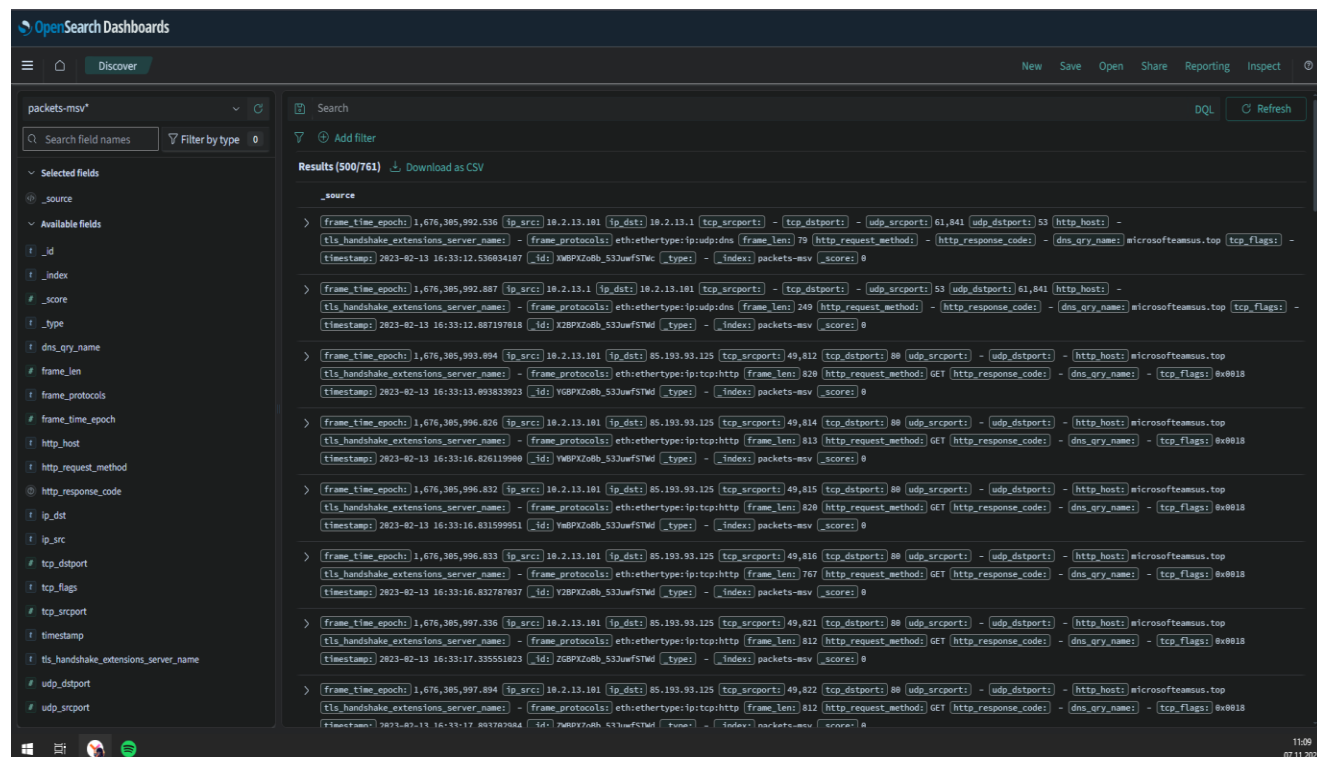 OpenSearch Dashboards
Discover
New Save Open Share Reporting Inspect
packets-msv*
Search field names
Filter by type 0
Selected fields
_source
Available fields
_id
_index
_score
_type
dns_qry_name
frame_len
frame_protocols
frame_time_epoch
http_host
http_request_method
http_response_code
ip_dst
ip_src
tcp_dstport
tcp_flags
tcp_srcport
timestamp
tls_handshake_extensions_server_name
udp_dstport
udp_srcport
Search DQL Refresh
Add filter
Results (500/761) Download as CSV
_source
frame_time_epoch: 1,676,305,992.536 ip_src: 10.2.13.101 ip_dst: 10.2.13.1 tcp_srcport: - tcp_dstport: - udp_srcport: 61,841 udp_dstport: 53 http_host: -
tls_handshake_extensions_server_name: - frame_protocols: eth:ethertype:ip:udp:dns frame_len: 79 http_request_method: - http_response_code: - dns_qry_name: microsofteamsus.top tcp_flags: -
timestamp: 2023-02-13 16:33:12.536034107 _id: XWBPXZoBb_53JuwfSTWc _type: - _index: packets-msv _score: 0
frame_time_epoch: 1,676,305,992.887 ip_src: 10.2.13.1 ip_dst: 10.2.13.101 tcp_srcport: - tcp_dstport: - udp_srcport: 53 udp_dstport: 61,841 http_host: -
tls_handshake_extensions_server_name: - frame_protocols: eth:ethertype:ip:udp:dns frame_len: 249 http_request_method: - http_response_code: - dns_qry_name: microsofteamsus.top tcp_flags: -
timestamp: 2023-02-13 16:33:12.887197018 _id: X2BPXZoBb_53JuwfSTWd _type: - _index: packets-msv _score: 0
frame_time_epoch: 1,676,305,993.094 ip_src: 10.2.13.101 ip_dst: 85.193.93.125 tcp_srcport: 49,812 tcp_dstport: 80 udp_srcport: - udp_dstport: - http_host: microsofteamsus.top
tls_handshake_extensions_server_name: - frame_protocols: eth:ethertype:ip:tcp:http frame_len: 820 http_request_method: GET http_response_code: - dns_qry_name: - tcp_flags: 0x0018
timestamp: 2023-02-13 16:33:13.093833923 _id: YGBPXZoBb_53JuwfSTWd _type: - _index: packets-msv _score: 0
frame_time_epoch: 1,676,305,996.826 ip_src: 10.2.13.101 ip_dst: 85.193.93.125 tcp_srcport: 49,814 tcp_dstport: 80 udp_srcport: - udp_dstport: - http_host: microsofteamsus.top
tls_handshake_extensions_server_name: - frame_protocols: eth:ethertype:ip:tcp:http frame_len: 813 http_request_method: GET http_response_code: - dns_qry_name: - tcp_flags: 0x0018
timestamp: 2023-02-13 16:33:16.826119900 _id: YWBPXZoBb_53JuwfSTWd _type: - _index: packets-msv _score: 0
frame_time_epoch: 1,676,305,996.832 ip_src: 10.2.13.101 ip_dst: 85.193.93.125 tcp_srcport: 49,815 tcp_dstport: 80 udp_srcport: - udp_dstport: - http_host: microsofteamsus.top
tls_handshake_extensions_server_name: - frame_protocols: eth:ethertype:ip:tcp:http frame_len: 820 http_request_method: GET http_response_code: - dns_qry_name: - tcp_flags: 0x0018
timestamp: 2023-02-13 16:33:16.831599951 _id: YmBPXZoBb_53JuwfSTWd _type: - _index: packets-msv _score: 0
frame_time_epoch: 1,676,305,996.833 ip_src: 10.2.13.101 ip_dst: 85.193.93.125 tcp_srcport: 49,816 tcp_dstport: 80 udp_srcport: - udp_dstport: - http_host: microsofteamsus.top
tls_handshake_extensions_server_name: - frame_protocols: eth:ethertype:ip:tcp:http frame_len: 767 http_request_method: GET http_response_code: - dns_qry_name: - tcp_flags: 0x0018
timestamp: 2023-02-13 16:33:16.832787037 _id: Y2BPXZoBb_53JuwfSTWd _type: - _index: packets-msv _score: 0
frame_time_epoch: 1,676,305,997.336 ip_src: 10.2.13.101 ip_dst: 85.193.93.125 tcp_srcport: 49,821 tcp_dstport: 80 udp_srcport: - udp_dstport: - http_host: microsofteamsus.top
tls_handshake_extensions_server_name: - frame_protocols: eth:ethertype:ip:tcp:http frame_len: 812 http_request_method: GET http_response_code: - dns_qry_name: - tcp_flags: 0x0018
timestamp: 2023-02-13 16:33:17.335551023 _id: ZGBPXZoBb_53JuwfSTWd _type: - _index: packets-msv _score: 0
frame_time_epoch: 1,676,305,997.894 ip_src: 10.2.13.101 ip_dst: 85.193.93.125 tcp_srcport: 49,822 tcp_dstport: 80 udp_srcport: - udp_dstport: - http_host: microsofteamsus.top
tls_handshake_extensions_server_name: - frame_protocols: eth:ethertype:ip:tcp:http frame_len: 812 http_request_method: GET http_response_code: - dns_qry_name: - tcp_flags: 0x0018
timestamp: 2023-02-13 16:33:17.893702984 _id: ZWBPXZoBb_53JuwfSTWd _type: - _index: packets-msv _score: 0
11:09